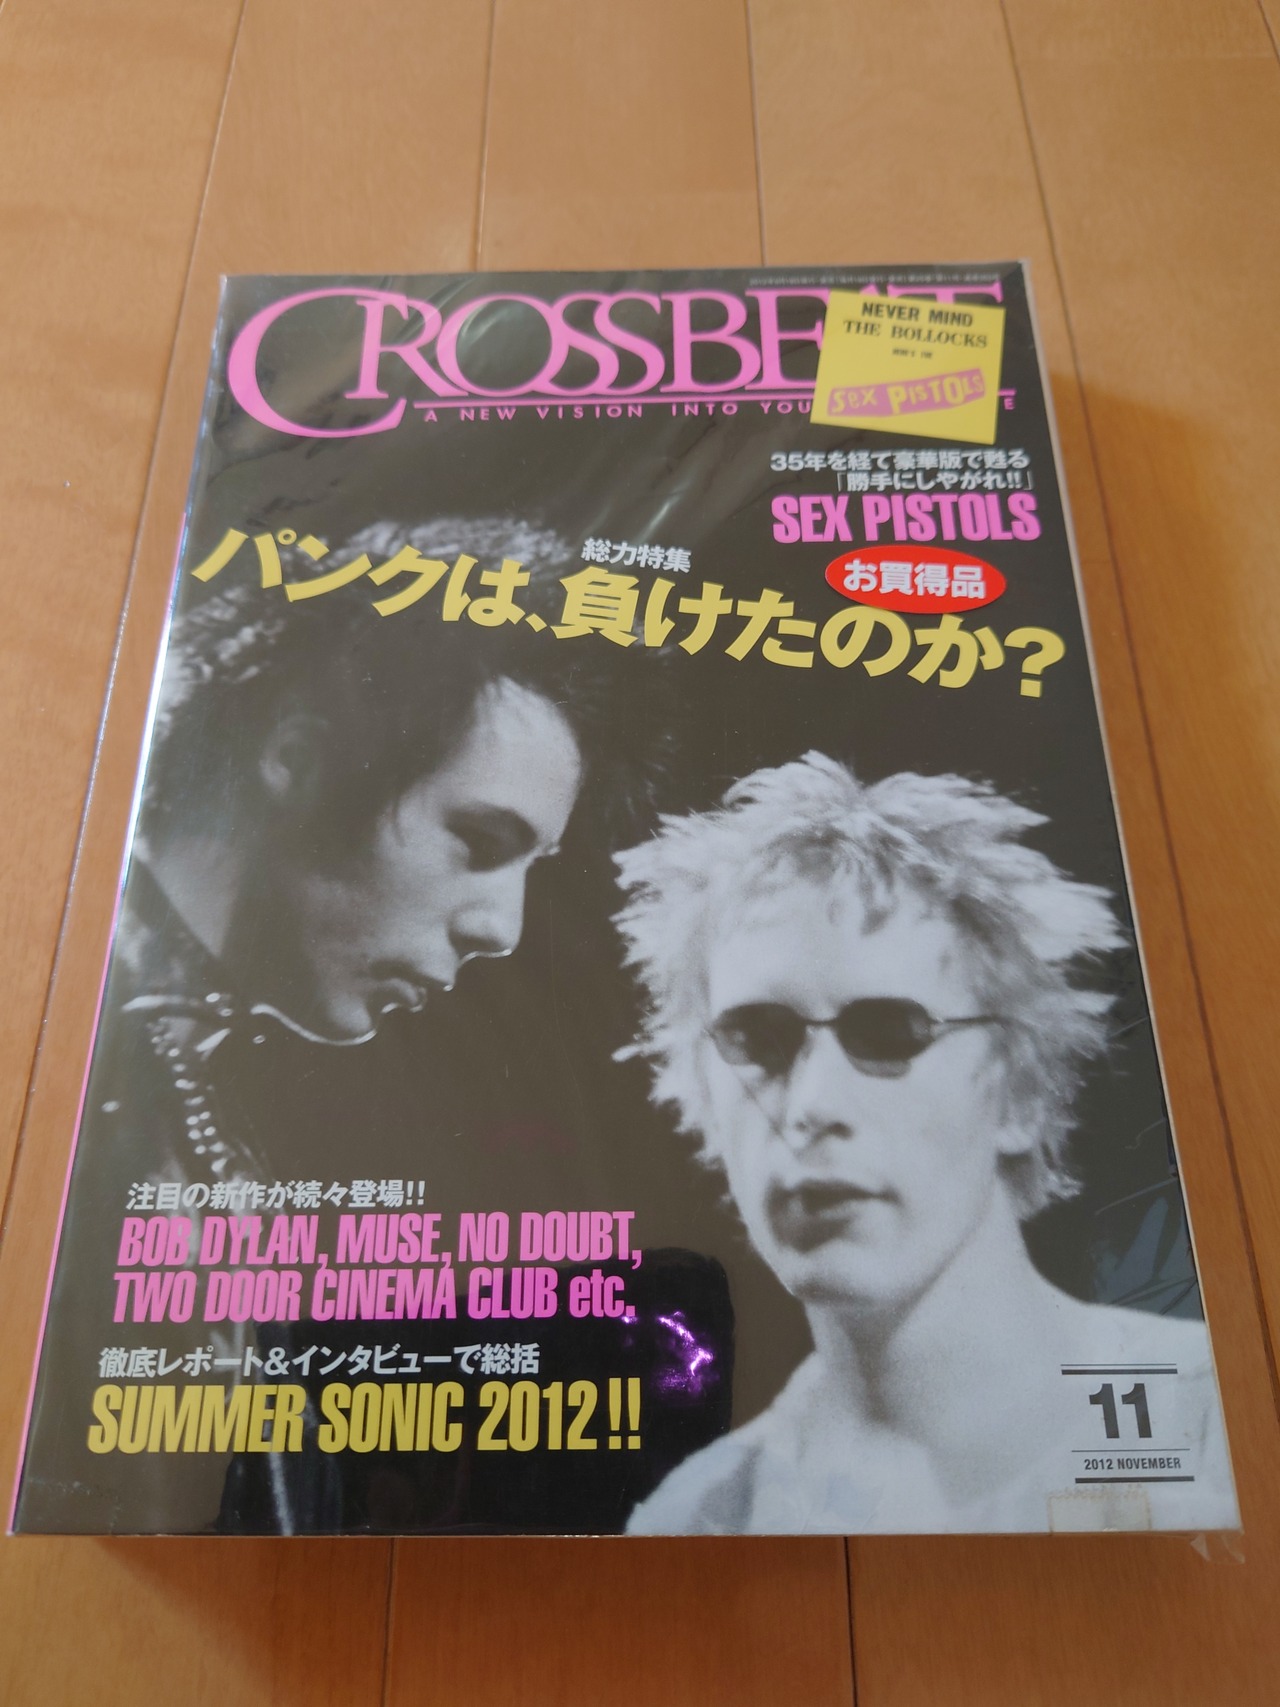 CROSSBE
A NEW VISION INTO YOU
NEVER MIND
THE BOLLOCKS
HERE'S THE
SEX PISTOLS
35年を経て豪華版で甦る
「勝手にしやがれ!!」
SEX PISTOLS
総力特集
お買得品
パンクは、負けたのか?
注目の新作が続々登場!!
BOB DYLAN, MUSE, NO DOUBT,
TWO DOOR CINEMA CLUB etc.
徹底レポート&インタビューで総括
SUMMER SONIC 2012!!
11
2012 NOVEMBER